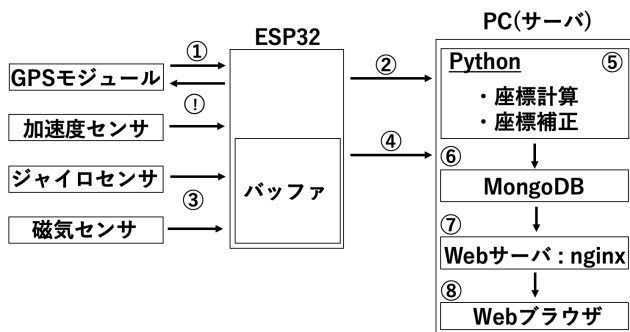 PC(サーバ)
ESP32
①
②
Python
⑤
GPSモジュール
・座標計算
・座標補正
!
加速度センサ
④
⑥
ジャイロセンサ
バッファ
MongoDB
③
⑦
磁気センサ
Webサーバ : nginx
⑧
Webブラウザ